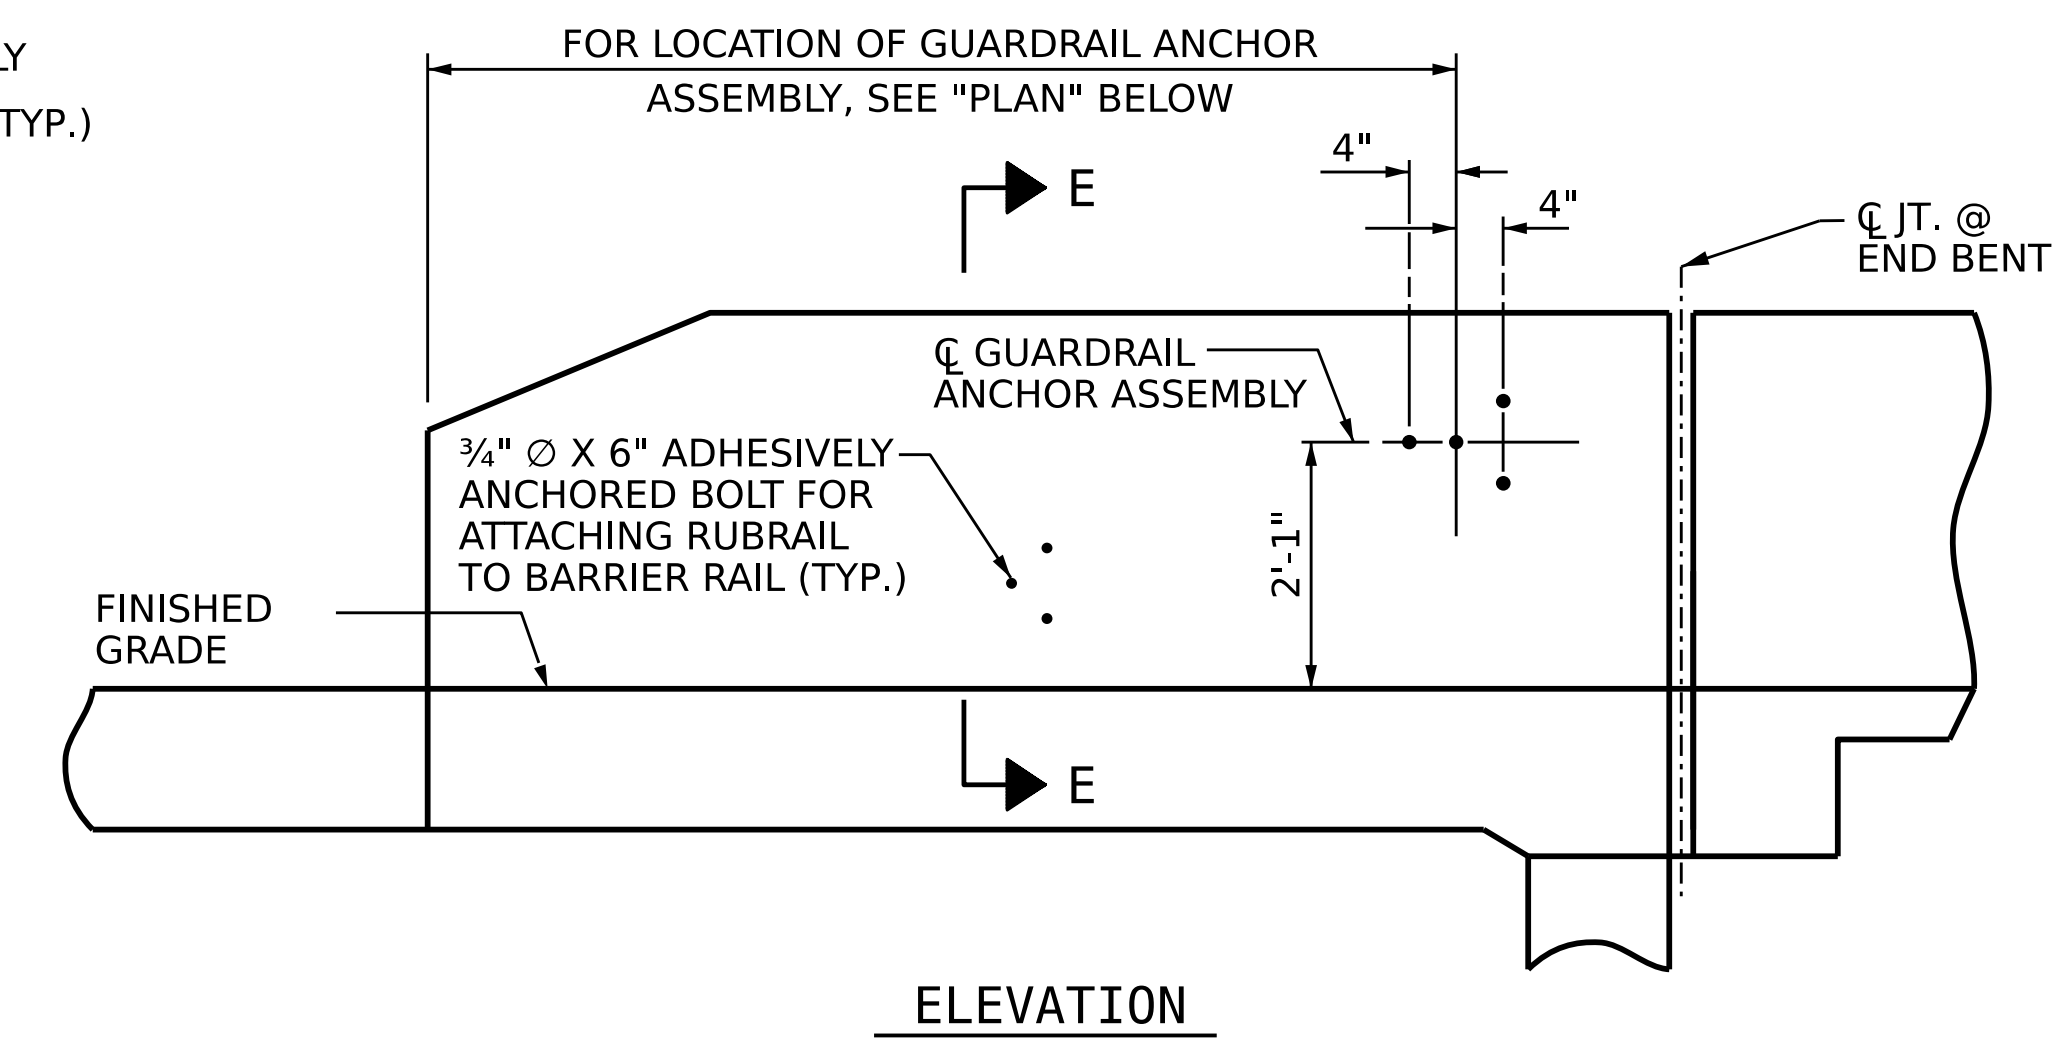 LY
TYP.)
FOR LOCATION OF GUARDRAIL ANCHOR
ASSEMBLY, SEE "PLAN" BELOW
4"
E
4"
℄ JT. @
END BENT
℄ GUARDRAIL
ANCHOR ASSEMBLY
¾" ∅ X 6" ADHESIVELY
ANCHORED BOLT FOR
ATTACHING RUBRAIL
TO BARRIER RAIL (TYP.)
2'-1"
FINISHED
GRADE
E
ELEVATION